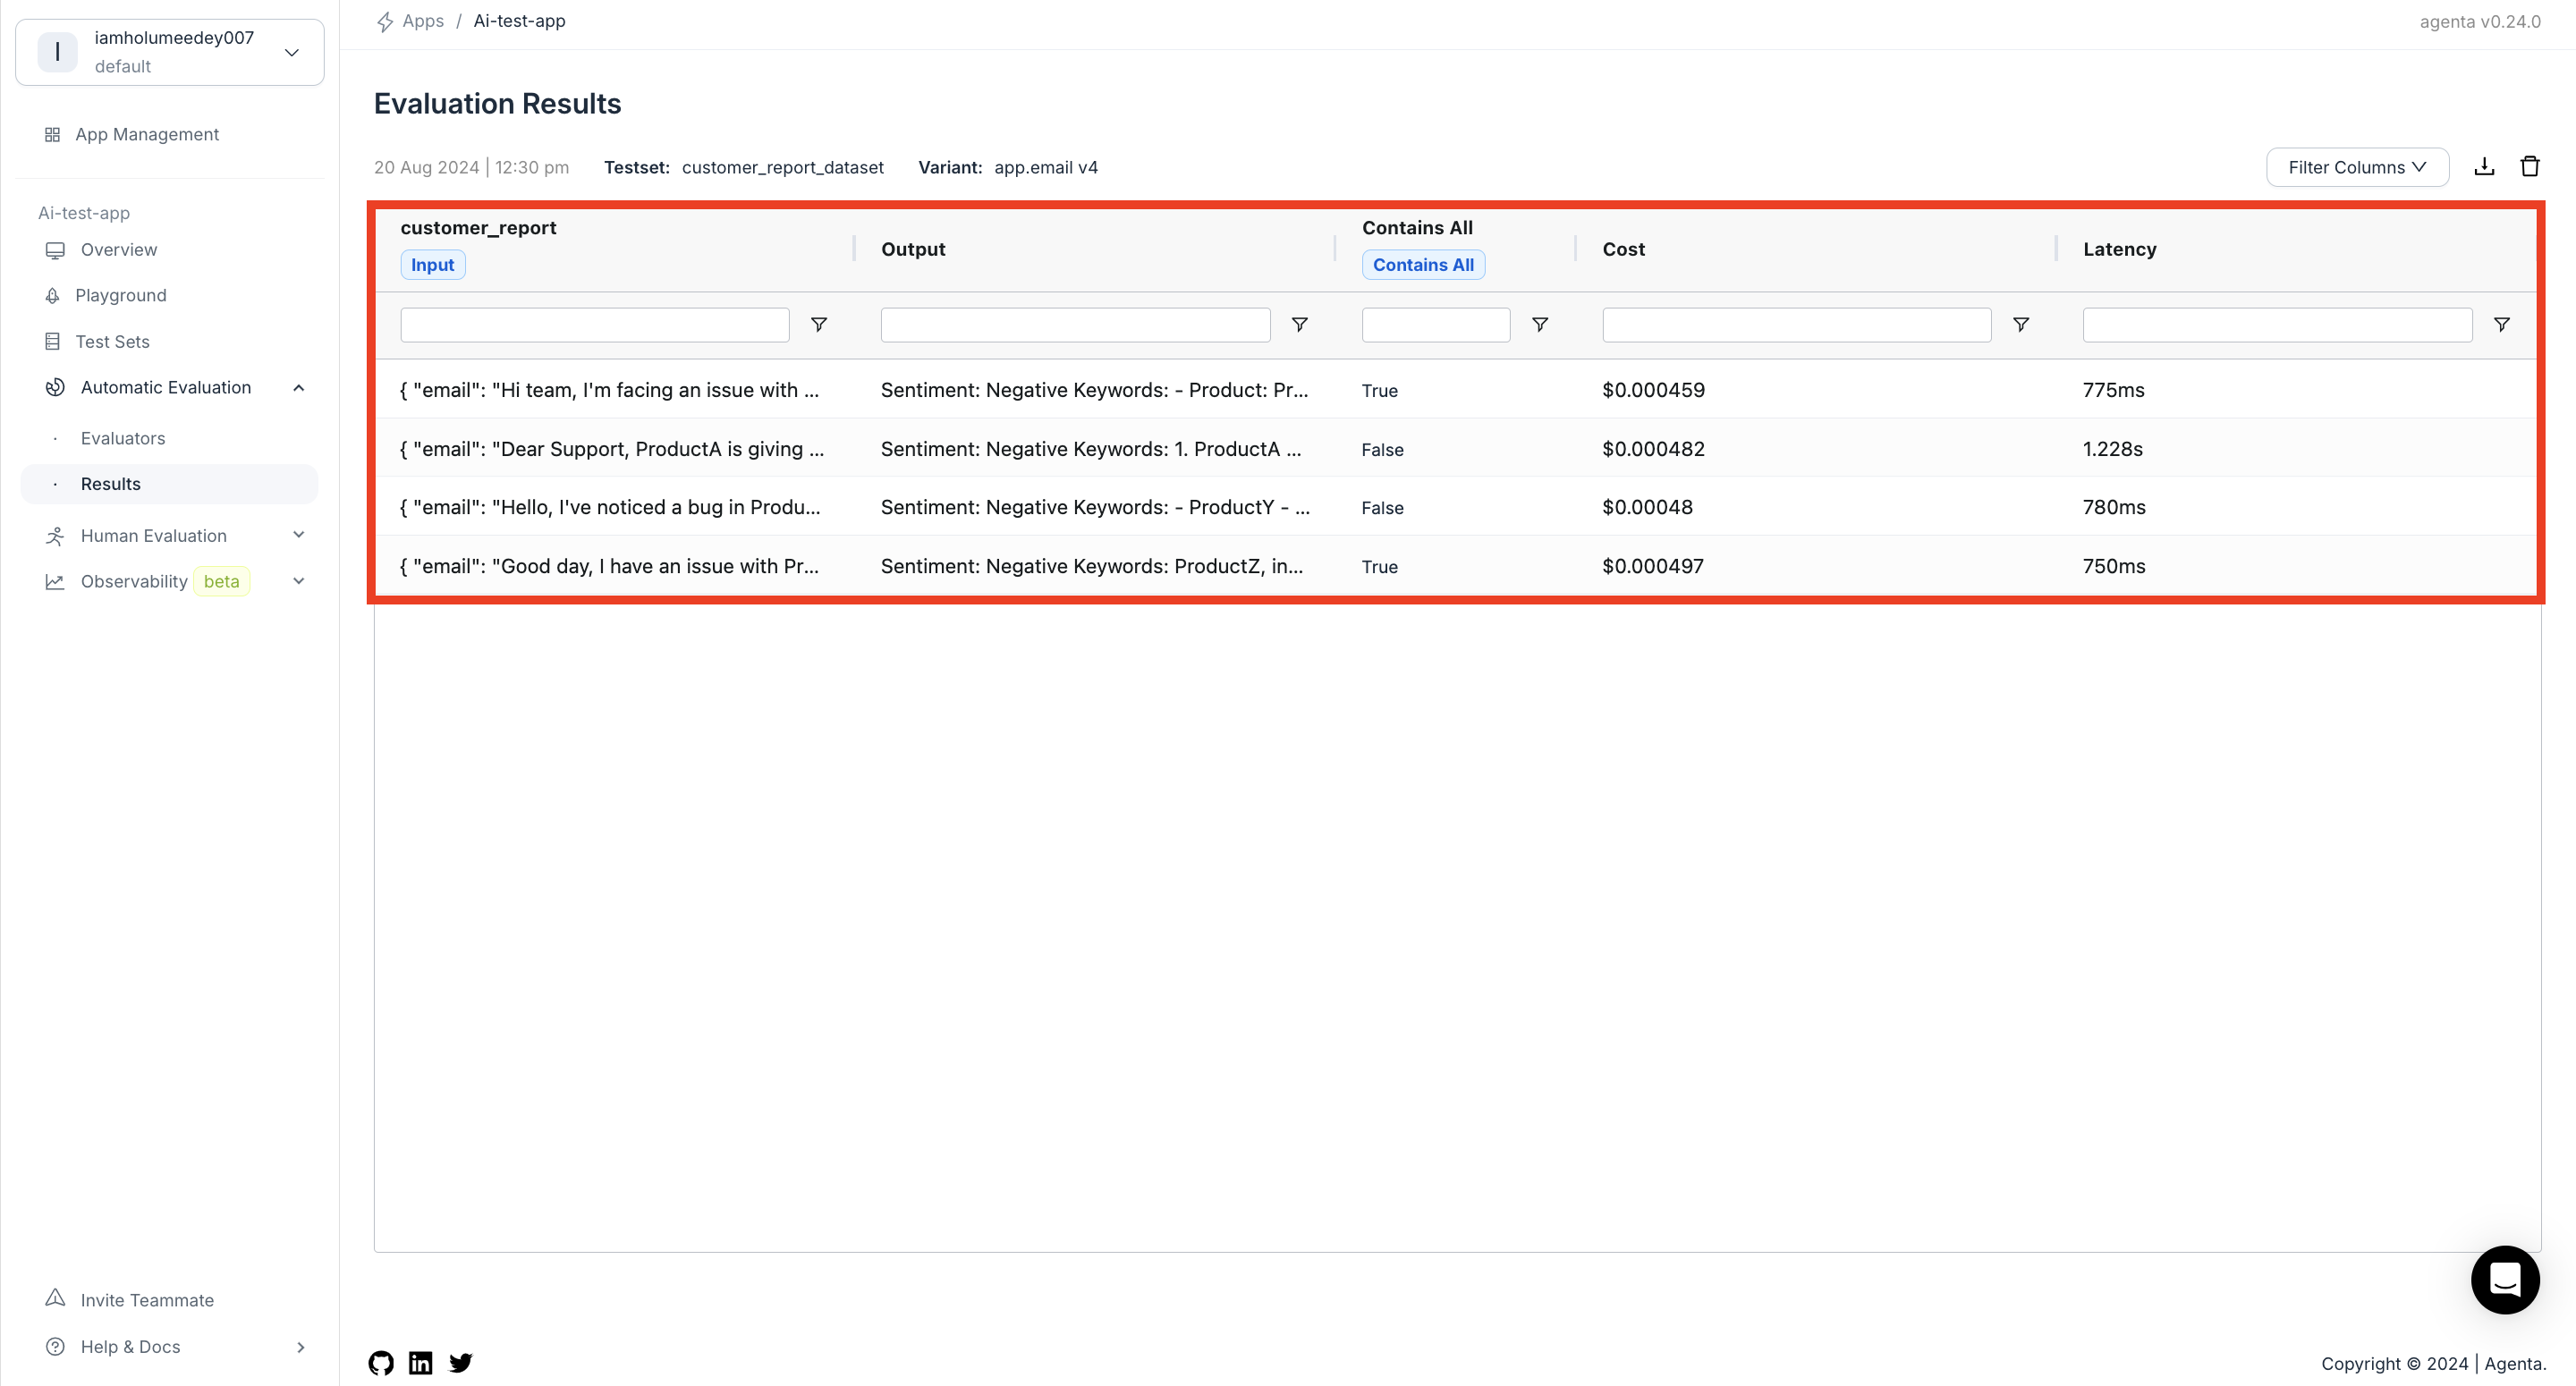 I
iamholumeedey007
default
App Management
Ai-test-app
Overview
Playground
Test Sets
Automatic Evaluation
· Evaluators
· Results
Human Evaluation
Observability beta
Invite Teammate
Help & Docs
Apps / Ai-test-app
agenta v0.24.0
Evaluation Results
20 Aug 2024 | 12:30 pm Testset: customer_report_dataset Variant: app.email v4
Filter Columns
customer_report Input Output Contains All Contains All Cost Latency
{ "email": "Hi team, I'm facing an issue with ... Sentiment: Negative Keywords: - Product: Pr... True $0.000459 775ms
{ "email": "Dear Support, ProductA is giving ... Sentiment: Negative Keywords: 1. ProductA ... False $0.000482 1.228s
{ "email": "Hello, I've noticed a bug in Produ... Sentiment: Negative Keywords: - ProductY - ... False $0.00048 780ms
{ "email": "Good day, I have an issue with Pr... Sentiment: Negative Keywords: ProductZ, in... True $0.000497 750ms
in
Copyright © 2024 | Agenta.